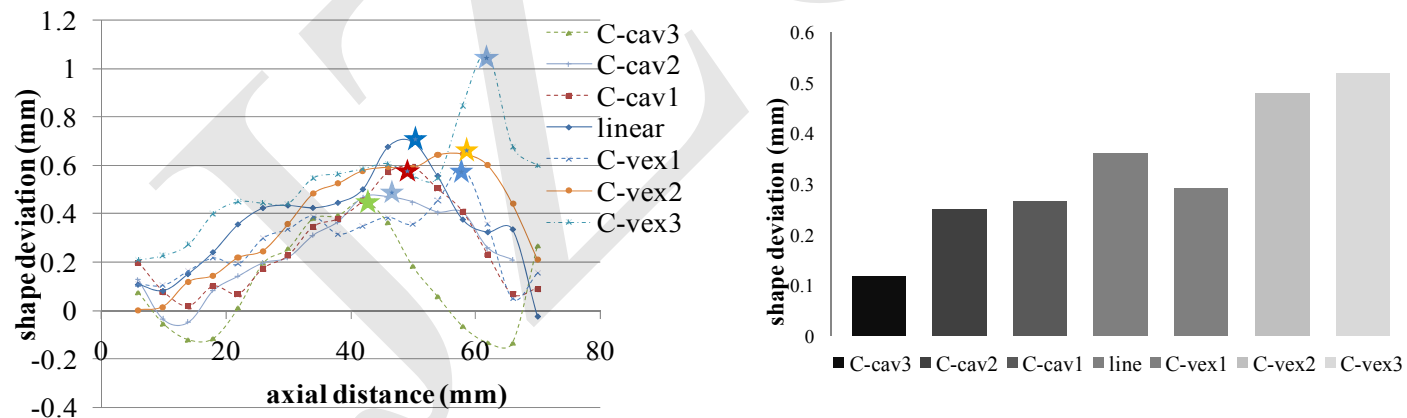 1.2
1
0.8
0.6
0.4
0.2
0
-0.2
-0.4
0 20 40 60 80
shape deviation (mm)
axial distance (mm)
C-cav3
C-cav2
C-cav1
linear
C-vex1
C-vex2
C-vex3
0.6
0.5
0.4
0.3
0.2
0.1
0
shape deviation (mm)
C-cav3 C-cav2 C-cav1 line C-vex1 C-vex2 C-vex3